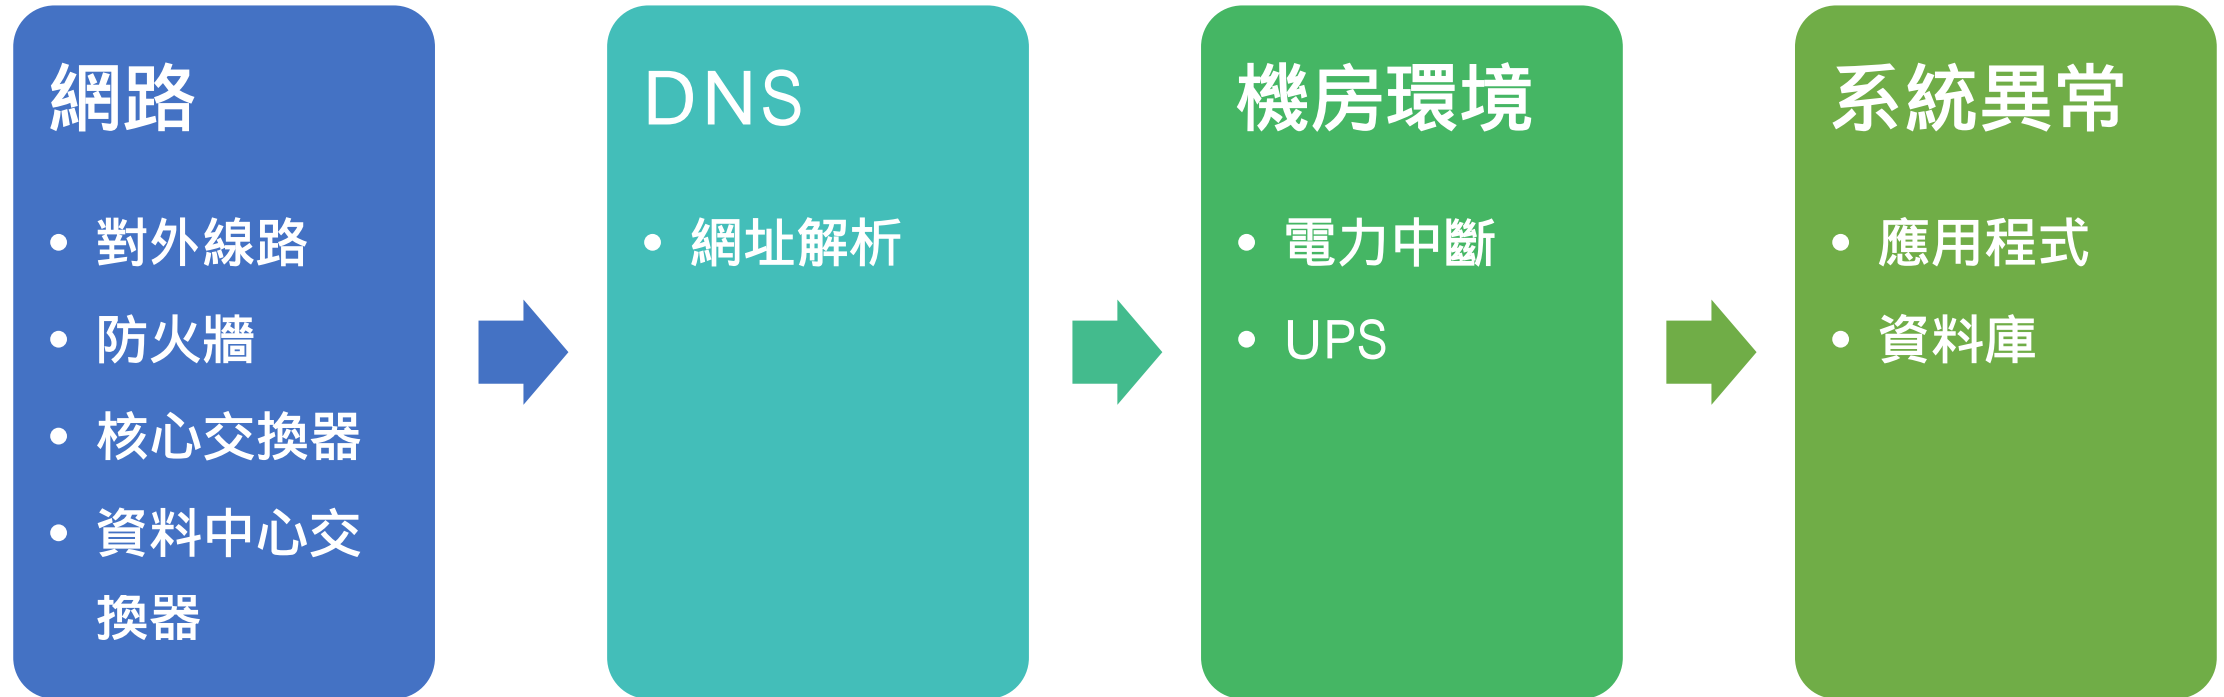 網路
• 對外線路
• 防火牆
• 核心交換器
• 資料中心交
換器
DNS
• 網址解析
機房環境
• 電力中斷
• UPS
系統異常
• 應用程式
• 資料庫